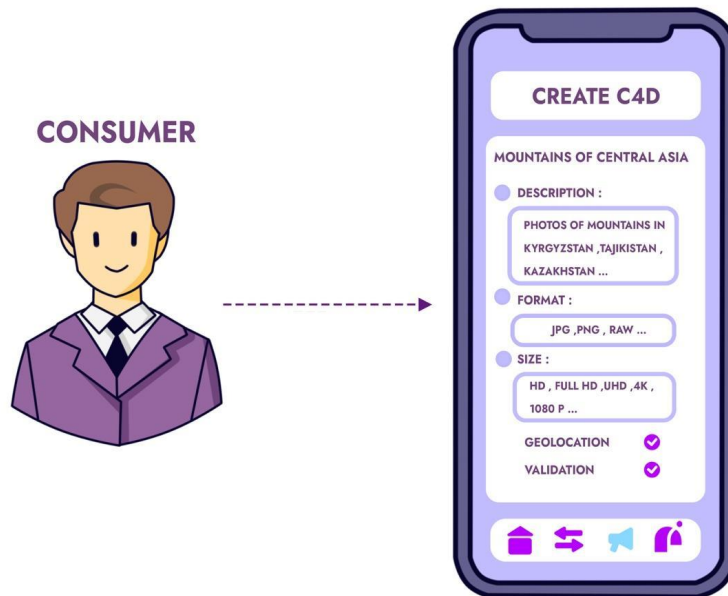 CONSUMER
CREATE C4D
MOUNTAINS OF CENTRAL ASIA
DESCRIPTION :
PHOTOS OF MOUNTAINS IN
KYRGYZSTAN ,TAJIKISTAN ,
KAZAKHSTAN ...
FORMAT :
JPG ,PNG , RAW ...
SIZE :
HD , FULL HD ,UHD ,4K ,
1080 P ...
GEOLOCATION
VALIDATION